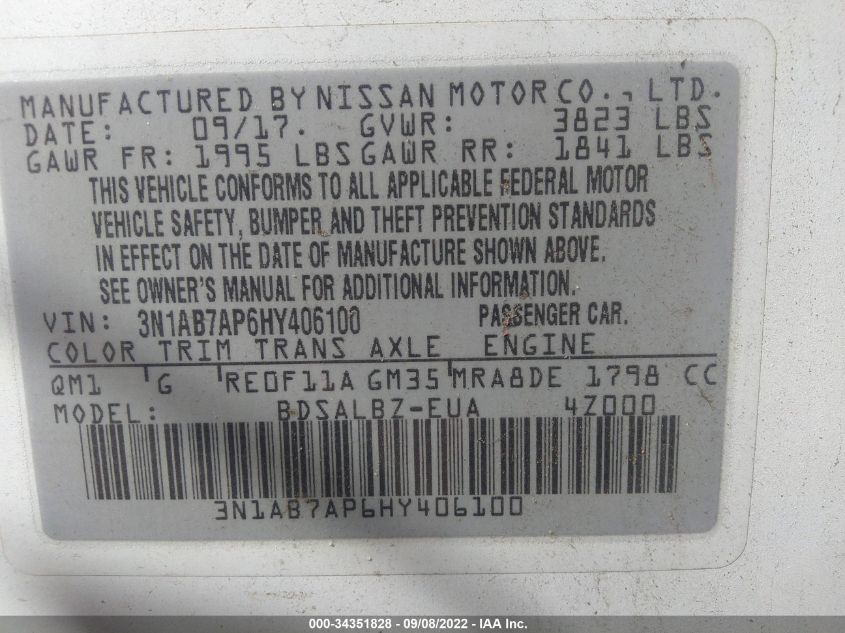 MANUFACTURED BY NISSAN MOTOR CO., LTD.
DATE: 09/17. GVWR: 3823 LBS
GAWR FR: 1995 LBS GAWR RR: 1841 LBS
THIS VEHICLE CONFORMS TO ALL APPLICABLE FEDERAL MOTOR
VEHICLE SAFETY, BUMPER AND THEFT PREVENTION STANDARDS
IN EFFECT ON THE DATE OF MANUFACTURE SHOWN ABOVE.
SEE OWNER'S MANUAL FOR ADDITIONAL INFORMATION.
VIN: 3N1AB7AP6HY406100 PASSENGER CAR.
COLOR TRIM TRANS AXLE ENGINE
QM1 G RE0F11A GM35 MRA8DE 1798 CC
MODEL: BDSALBZ-EUA 4Z000
3N1AB7AP6HY406100
000-34351828 - 09/08/2022 - IAA Inc.